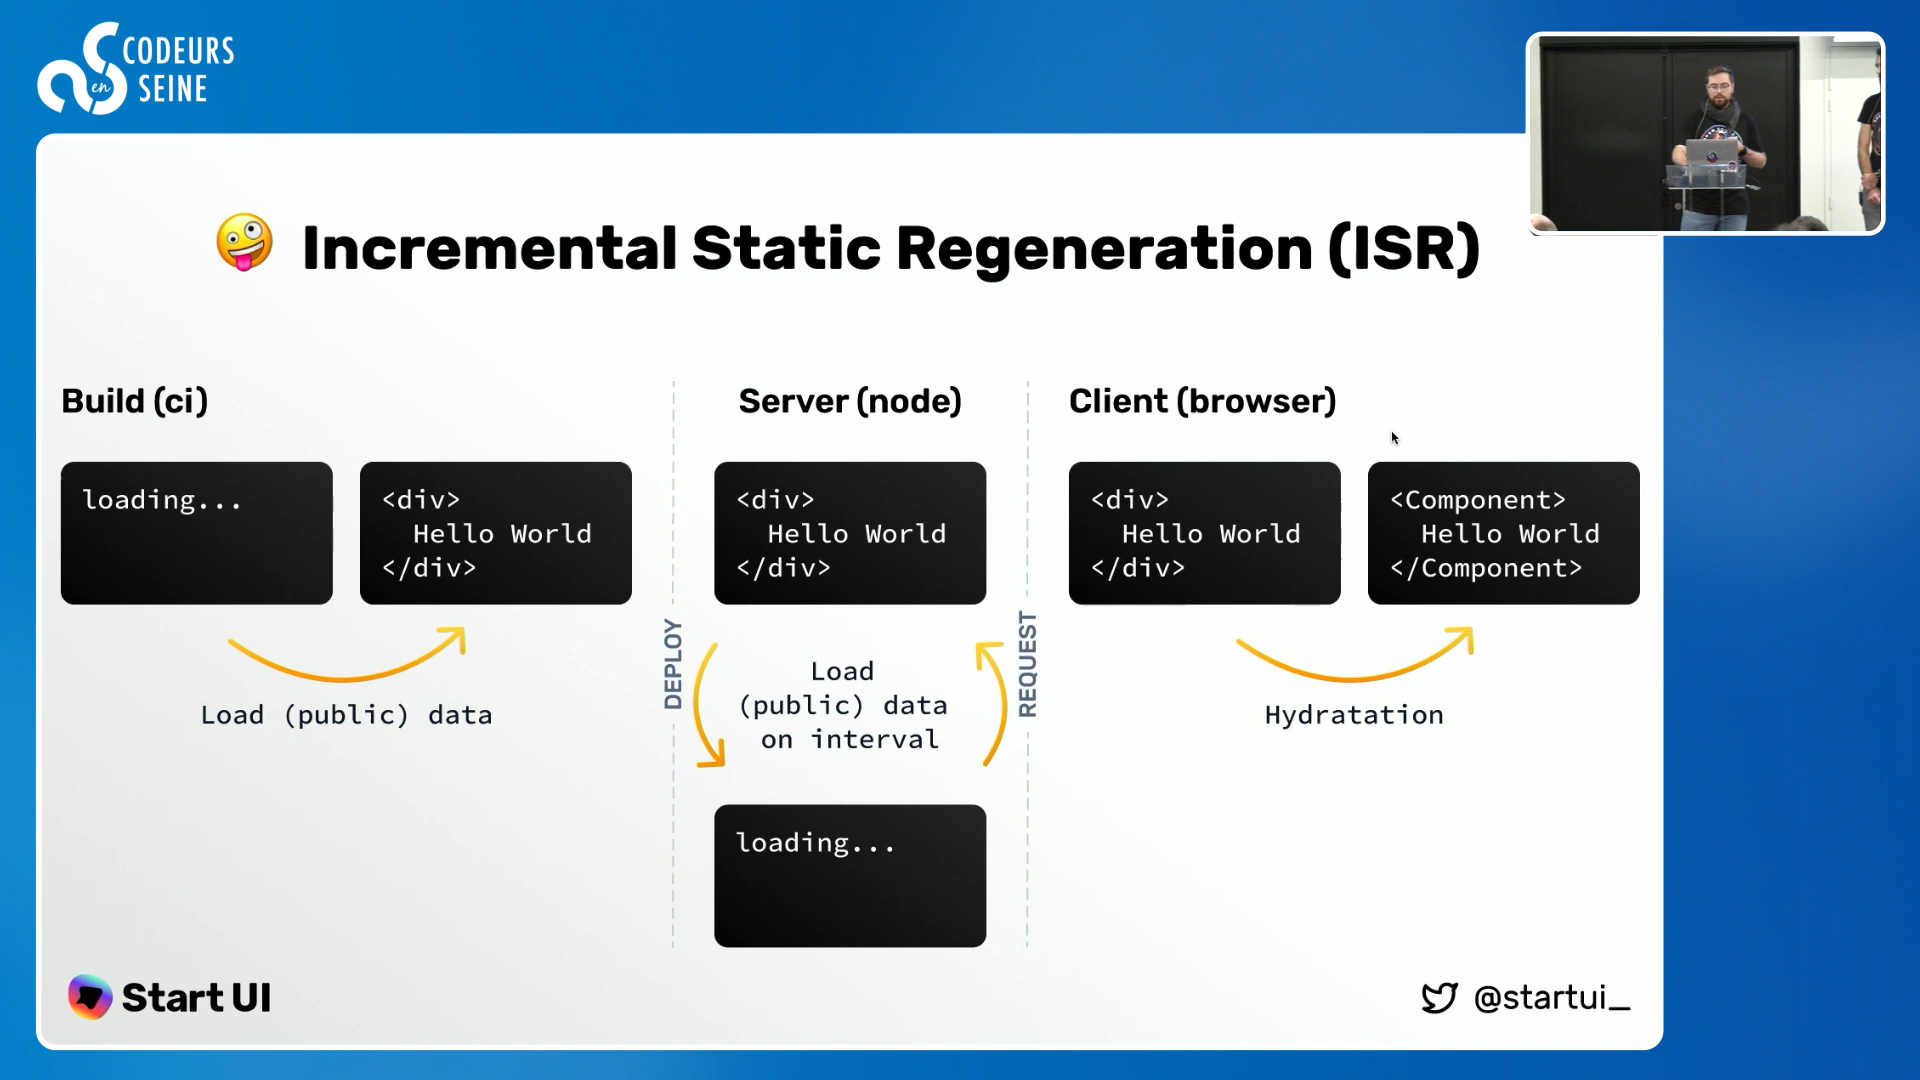 CODEURS
en
SEINE
Incremental Static Regeneration (ISR)
Build (ci)
Server (node)
Client (browser)
loading...
<div>
Hello World
</div>
<div>
Hello World
</div>
<div>
Hello World
</div>
<Component>
Hello World
</Component>
Load (public) data
DEPLOY
Load
(public) data
on interval
REQUEST
Hydratation
loading...
Start UI
@startui_